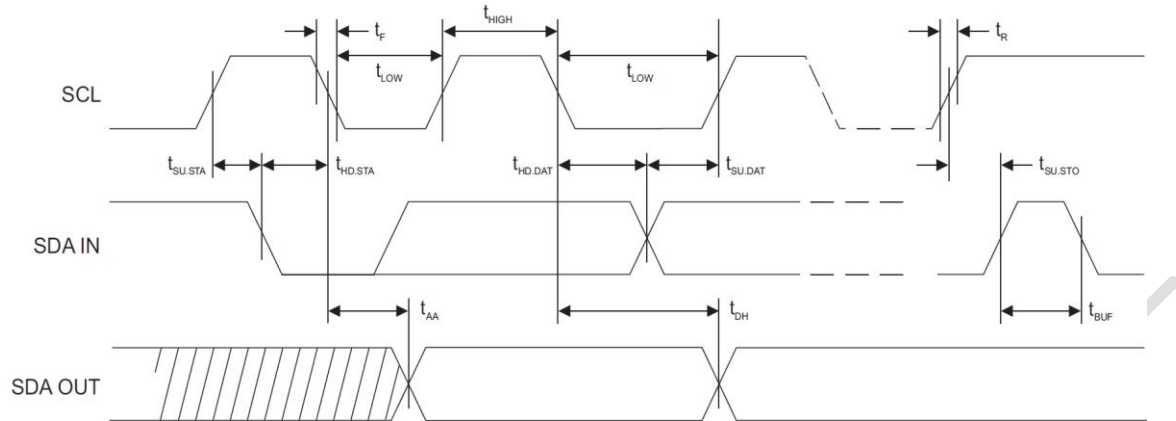 tHIGH
tF
tR
tLOW
tLOW
SCL
tSU.STA
tHD.STA
tHD.DAT
tSU.DAT
tSU.STO
SDA IN
tAA
tDH
tBUF
SDA OUT